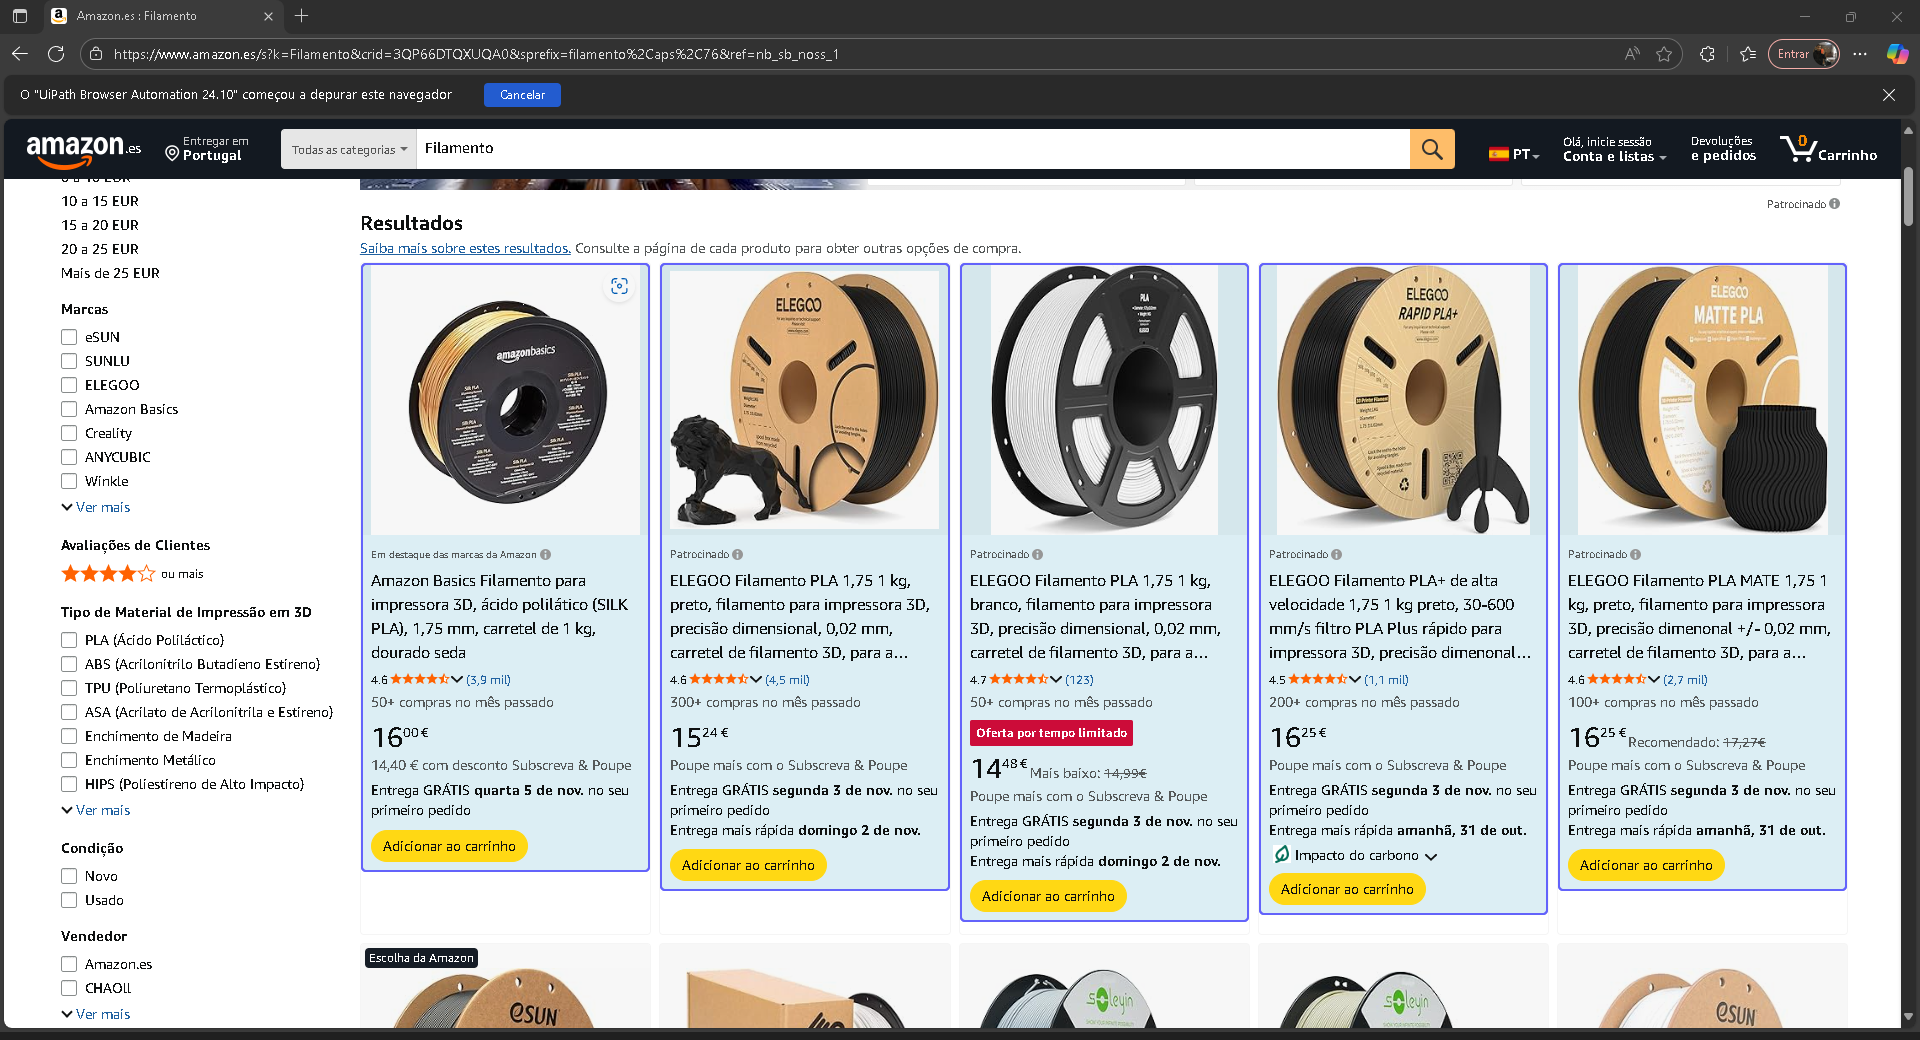 Amazon.es : Filamento
https://www.amazon.es/s?k=Filamento&crid=3QP66DTQXUQA0&sprefix=filamento%2Caps%2C76&ref=nb_sb_noss_1
Entrar
O "UiPath Browser Automation 24.10" começou a depurar este navegador
Cancelar
amazon.es
Entregar em
Portugal
Todas as categorias
Filamento
PT
Olá, inicie sessão
Conta e listas
Devoluções
e pedidos
0
Carrinho
10 a 15 EUR
15 a 20 EUR
20 a 25 EUR
Mais de 25 EUR
Marcas
eSUN
SUNLU
ELEGOO
Amazon Basics
Creality
ANYCUBIC
Winkle
Ver mais
Avaliações de Clientes
ou mais
Tipo de Material de Impressão em 3D
PLA (Ácido Poliláctico)
ABS (Acrilonitrilo Butadieno Estireno)
TPU (Poliuretano Termoplástico)
ASA (Acrilato de Acrilonitrila e Estireno)
Enchimento de Madeira
Enchimento Metálico
HIPS (Poliestireno de Alto Impacto)
Ver mais
Condição
Novo
Usado
Vendedor
Amazon.es
CHAOll
Ver mais
Patrocinado
Resultados
Saiba mais sobre estes resultados. Consulte a página de cada produto para obter outras opções de compra.
amazonbasics
Em destaque das marcas da Amazon
Amazon Basics Filamento para
impressora 3D, ácido polilático (SILK
PLA), 1,75 mm, carretel de 1 kg,
dourado seda
4.6 (3,9 mil)
50+ compras no mês passado
16,00 €
14,40 € com desconto Subscreva & Poupe
Entrega GRÁTIS quarta 5 de nov. no seu
primeiro pedido
Adicionar ao carrinho
ELEGOO
Patrocinado
ELEGOO Filamento PLA 1,75 1 kg,
preto, filamento para impressora 3D,
precisão dimensional, 0,02 mm,
carretel de filamento 3D, para a...
4.6 (4,5 mil)
300+ compras no mês passado
15,24 €
Poupe mais com o Subscreva & Poupe
Entrega GRÁTIS segunda 3 de nov. no seu
primeiro pedido
Entrega mais rápida domingo 2 de nov.
Adicionar ao carrinho
PLA
Patrocinado
ELEGOO Filamento PLA 1,75 1 kg,
branco, filamento para impressora
3D, precisão dimensional, 0,02 mm,
carretel de filamento 3D, para a...
4.7 (123)
50+ compras no mês passado
Oferta por tempo limitado
14,48 € Mais baixo: 14,99€
Poupe mais com o Subscreva & Poupe
Entrega GRÁTIS segunda 3 de nov. no seu
primeiro pedido
Entrega mais rápida domingo 2 de nov.
Adicionar ao carrinho
ELEGOO
RAPID PLA+
Patrocinado
ELEGOO Filamento PLA+ de alta
velocidade 1,75 1 kg preto, 30-600
mm/s filtro PLA Plus rápido para
impressora 3D, precisão dimenonal...
4.5 (1,1 mil)
200+ compras no mês passado
16,25 €
Poupe mais com o Subscreva & Poupe
Entrega GRÁTIS segunda 3 de nov. no seu
primeiro pedido
Entrega mais rápida amanhã, 31 de out.
Impacto do carbono
Adicionar ao carrinho
ELEGOO
MATTE PLA
Patrocinado
ELEGOO Filamento PLA MATE 1,75 1
kg, preto, filamento para impressora
3D, precisão dimenonal +/- 0,02 mm,
carretel de filamento 3D, para a...
4.6 (2,7 mil)
100+ compras no mês passado
16,25 € Recomendado: 17,27€
Poupe mais com o Subscreva & Poupe
Entrega GRÁTIS segunda 3 de nov. no seu
primeiro pedido
Entrega mais rápida amanhã, 31 de out.
Adicionar ao carrinho
Escolha da Amazon
eSUN
soleyin
soleyin
eSUN